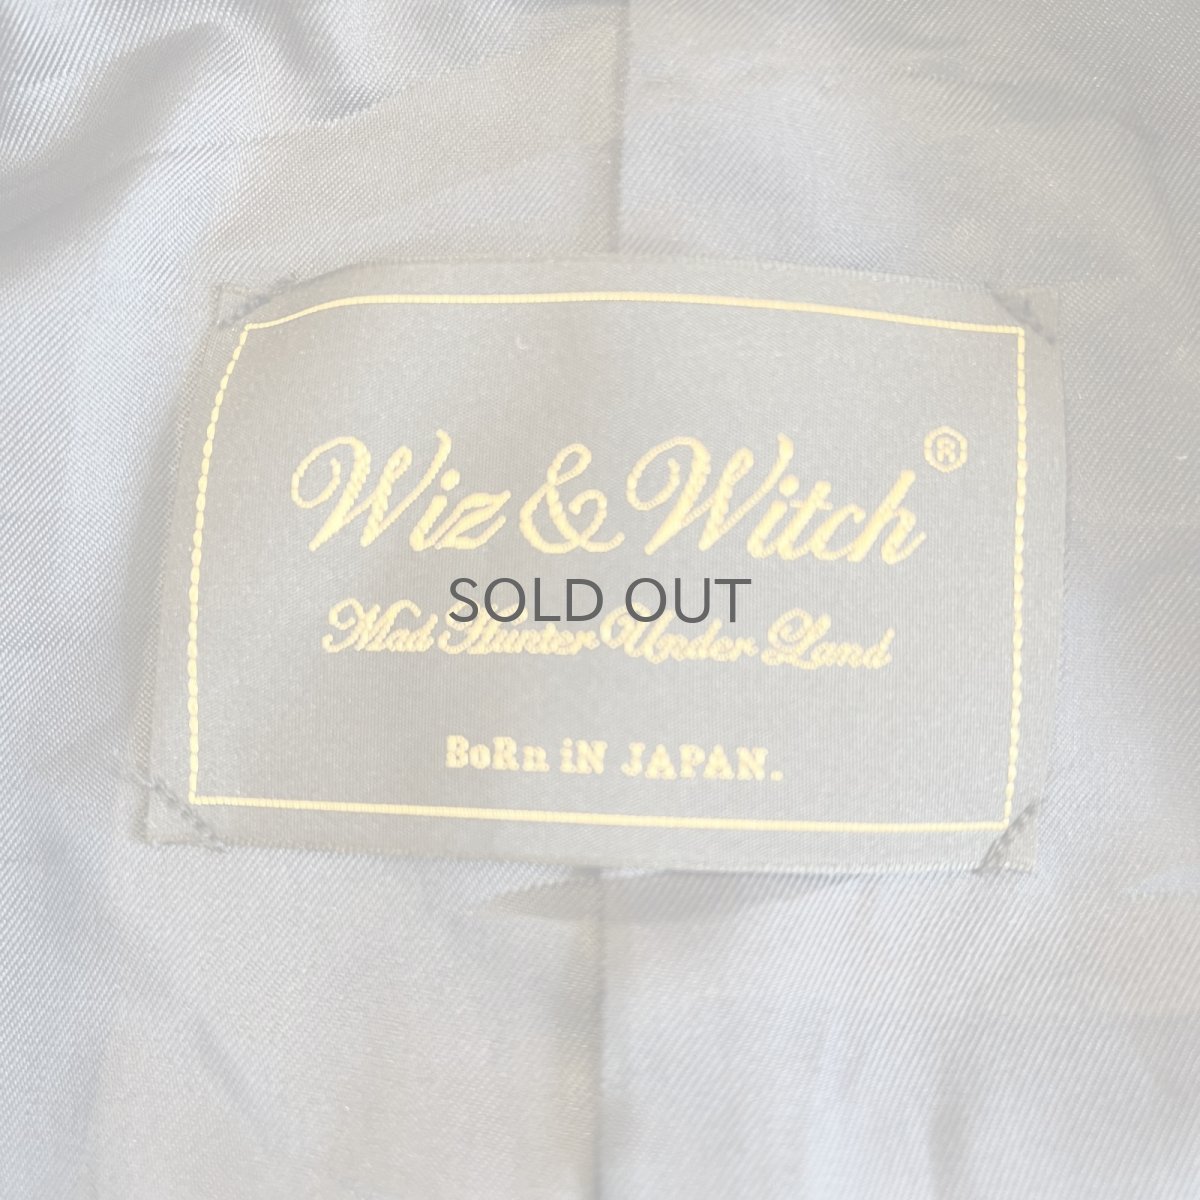 Wiz & Witch ®
SOLD OUT
Mad Hunter Under Land
BoRn iN JAPAN.